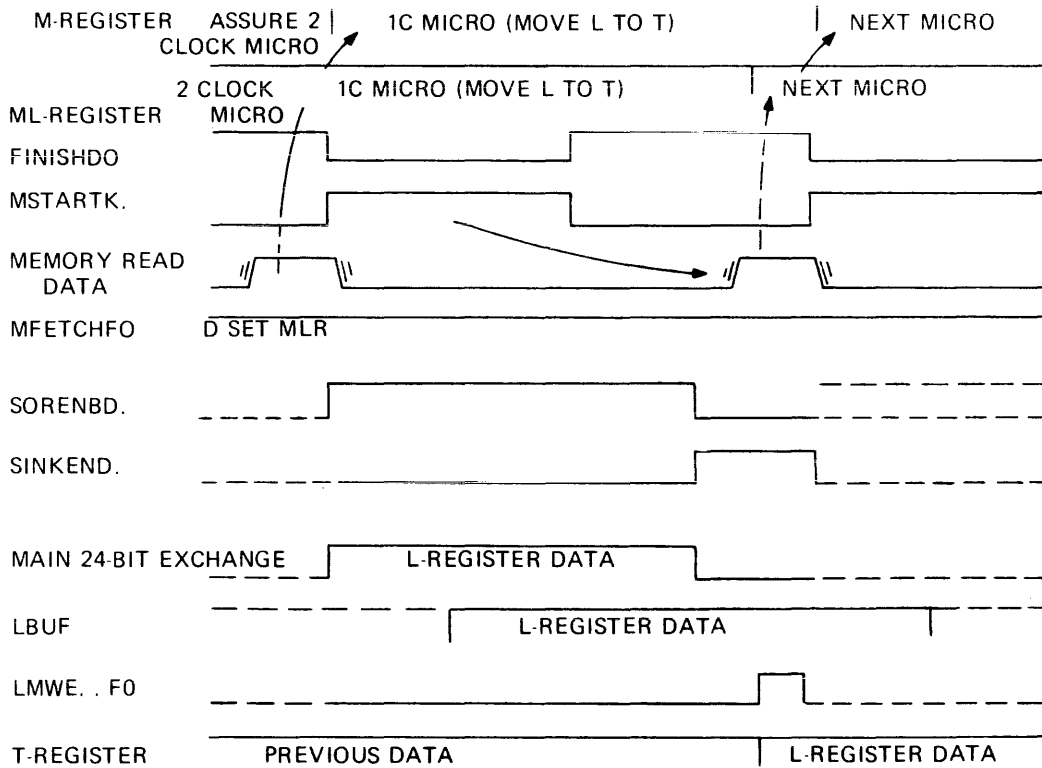 M-REGISTER ASSURE 2 1C MICRO (MOVE L TO T) NEXT MICRO
CLOCK MICRO
2 CLOCK 1C MICRO (MOVE L TO T) NEXT MICRO
ML-REGISTER MICRO
FINISHDO
MSTARTK.
MEMORY READ
DATA
MFETCHFO D SET MLR
SORENBD.
SINKEND.
MAIN 24-BIT EXCHANGE L-REGISTER DATA
LBUF L-REGISTER DATA
LMWE. . F0
T-REGISTER PREVIOUS DATA L-REGISTER DATA